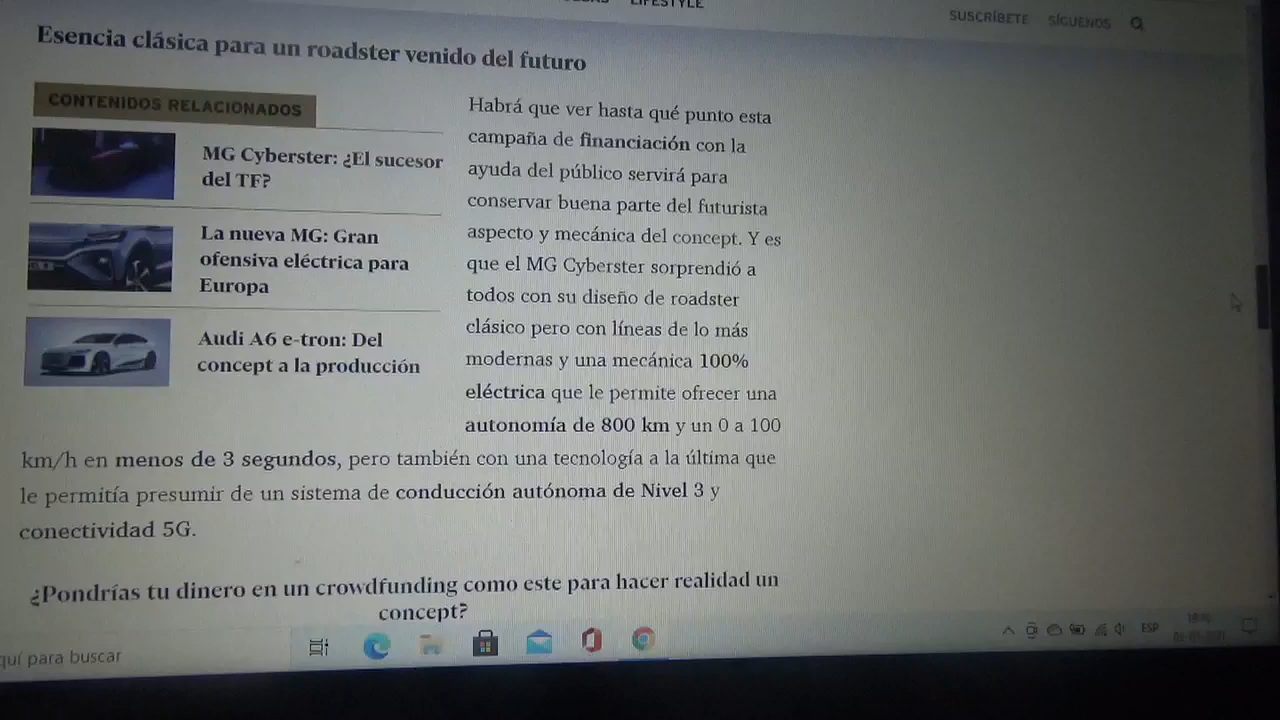 LIFESTYLE
SUSCRÍBETE SÍGUENOS
Esencia clásica para un roadster venido del futuro
CONTENIDOS RELACIONADOS
MG Cyberster: ¿El sucesor
del TF?
La nueva MG: Gran
ofensiva eléctrica para
Europa
Audi A6 e-tron: Del
concept a la producción
Habrá que ver hasta qué punto esta
campaña de financiación con la
ayuda del público servirá para
conservar buena parte del futurista
aspecto y mecánica del concept. Y es
que el MG Cyberster sorprendió a
todos con su diseño de roadster
clásico pero con líneas de lo más
modernas y una mecánica 100%
eléctrica que le permite ofrecer una
autonomía de 800 km y un 0 a 100
km/h en menos de 3 segundos, pero también con una tecnología a la última que
le permitía presumir de un sistema de conducción autónoma de Nivel 3 y
conectividad 5G.
¿Pondrías tu dinero en un crowdfunding como este para hacer realidad un
concept?
quí para buscar
ESP